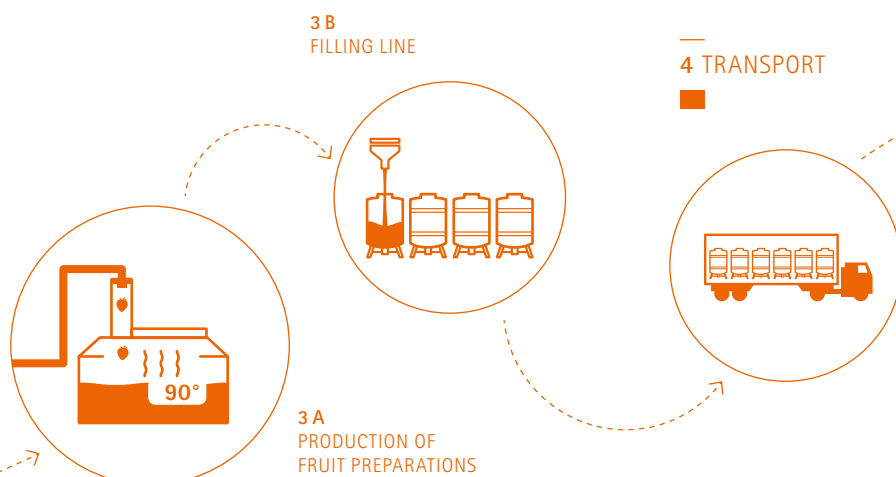 3 B
FILLING LINE
4 TRANSPORT
90°
3 A
PRODUCTION OF
FRUIT PREPARATIONS